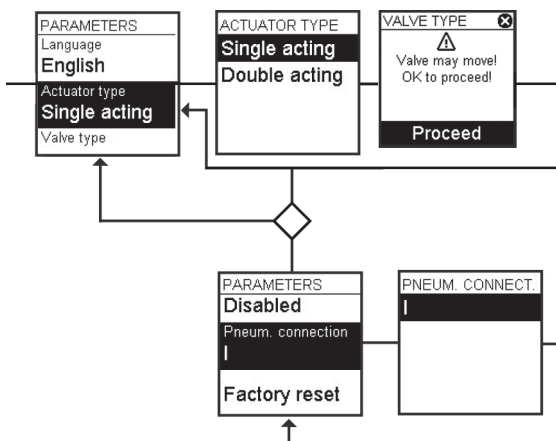 PARAMETERS
Language
English
Actuator type
Single acting
Valve type
ACTUATOR TYPE
Single acting
Double acting
VALVE TYPE
Valve may move!
OK to proceed!
Proceed
PARAMETERS
Disabled
Pneum. connection
I
Factory reset
PNEUM. CONNECT.
I